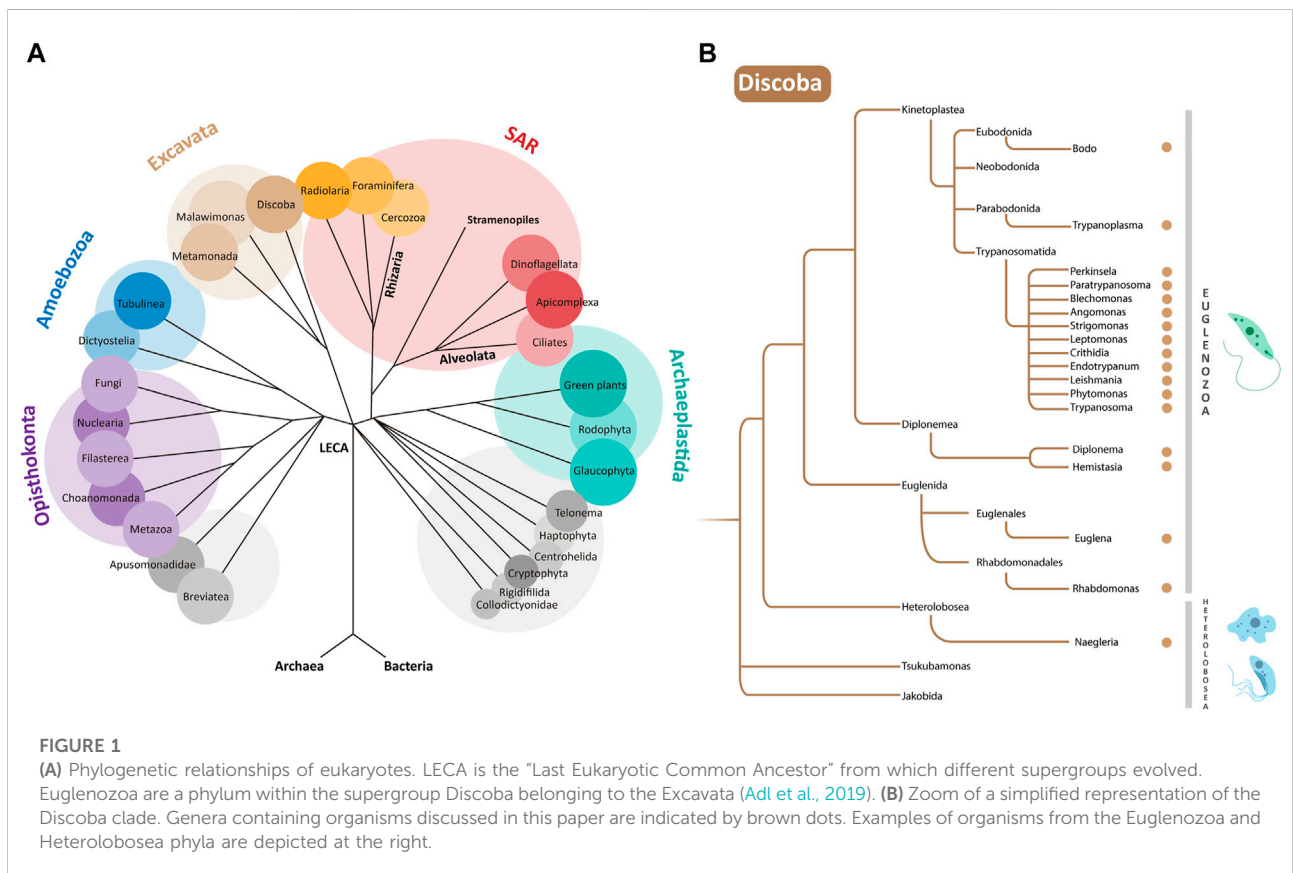 A
Excavata
SAR
Amoebozoa
Opisthokonta
Archaeplastida
Malawimonas
Metamonada
Discoba
Radiolaria
Foraminifera
Cercozoa
Rhizaria
Stramenopiles
Dinoflagellata
Apicomplexa
Ciliates
Alveolata
Tubulinea
Dictyostelia
Fungi
Nuclearia
Filasterea
Choanomonada
Metazoa
Apusomonadidae
Breviatea
LECA
Green plants
Rodophyta
Glaucophyta
Telonema
Haptophyta
Centrohelida
Cryptophyta
Rigidifilida
Collodictyonidae
Archaea
Bacteria
B
Discoba
Kinetoplastea
Eubodonida
Bodo
Neobodonida
Parabodonida
Trypanoplasma
Trypanosomatida
Perkinsela
Paratrypanosoma
Blechomonas
Angomonas
Strigomonas
Leptomonas
Crithidia
Endotrypanum
Leishmania
Phytomonas
Trypanosoma
Diplonemea
Diplonema
Hemistasia
Euglenida
Euglenales
Euglena
Rhabdomonadales
Rhabdomonas
Heterolobosea
Naegleria
Tsukubamonas
Jakobida
EUGLENOZOA
HETEROLOBOSEA
FIGURE 1
(A) Phylogenetic relationships of eukaryotes. LECA is the “Last Eukaryotic Common Ancestor” from which different supergroups evolved.
Euglenozoa are a phylum within the supergroup Discoba belonging to the Excavata (Adl et al., 2019). (B) Zoom of a simplified representation of the
Discoba clade. Genera containing organisms discussed in this paper are indicated by brown dots. Examples of organisms from the Euglenozoa and
Heterolobosea phyla are depicted at the right.